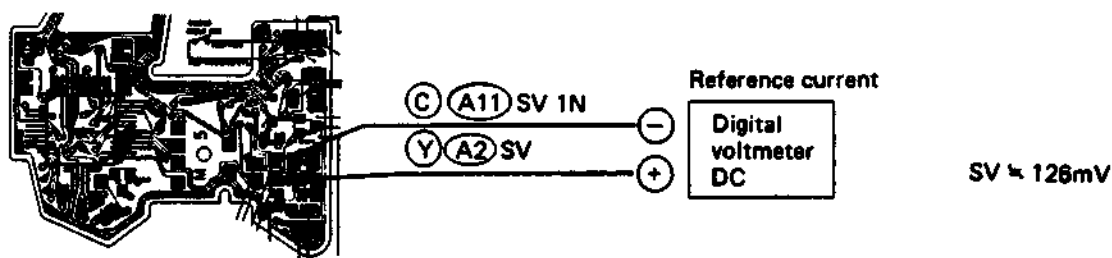 Reference current
C A11 SV 1N
− Digital
voltmeter
Y A2 SV
+ DC
SV ≒ 126mV